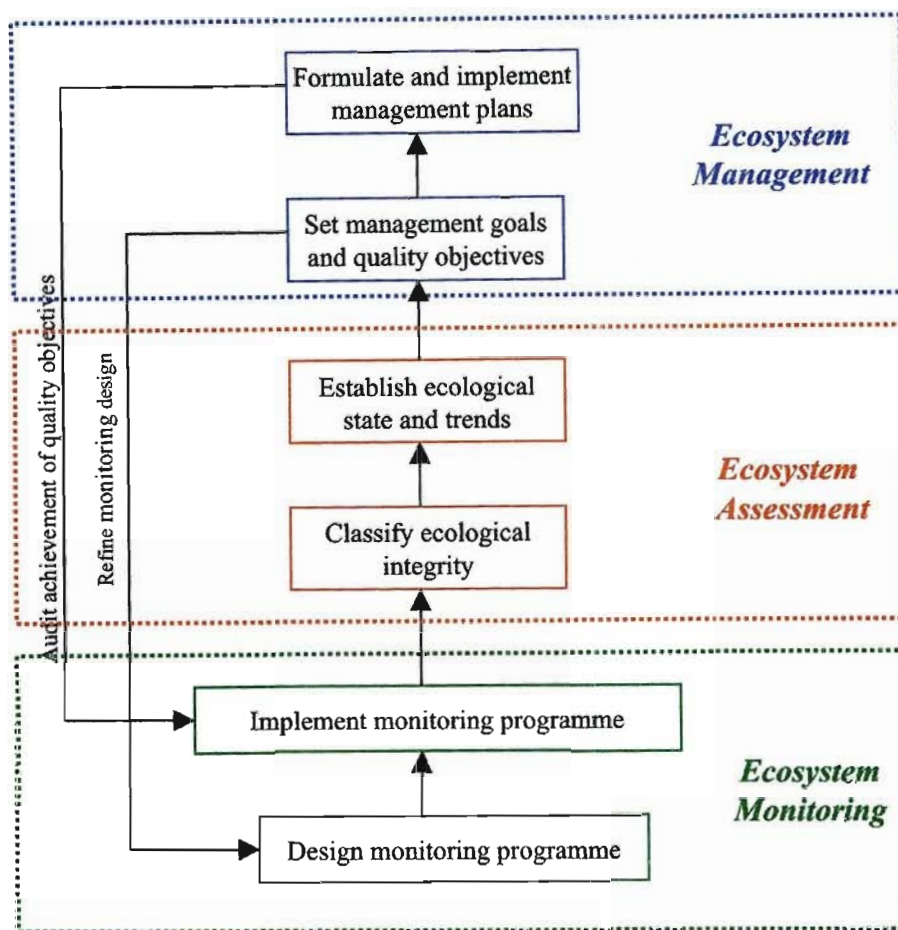 Formulate and implement
management plans
Ecosystem
Management
Set management goals
and quality objectives
Audit achievement of quality objectives
Refine monitoring design
Establish ecological
state and trends
Ecosystem
Assessment
Classify ecological
integrity
Implement monitoring programme
Ecosystem
Monitoring
Design monitoring programme